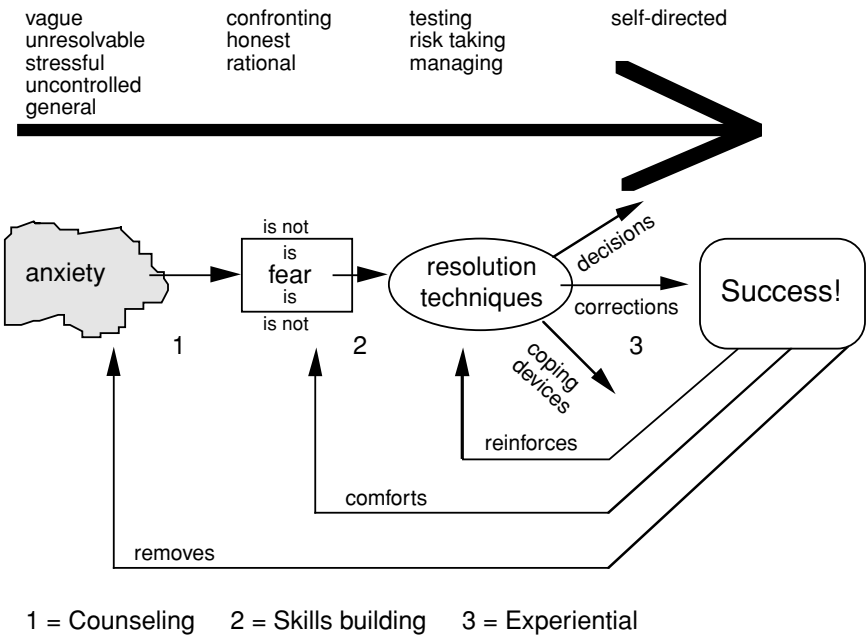 vague
unresolvable
stressful
uncontrolled
general
confronting
honest
rational
testing
risk taking
managing
self-directed
anxiety
is not
is
fear
is
is not
resolution
techniques
decisions
corrections
coping
devices
Success!
1
2
3
reinforces
comforts
removes
1 = Counseling 2 = Skills building 3 = Experiential